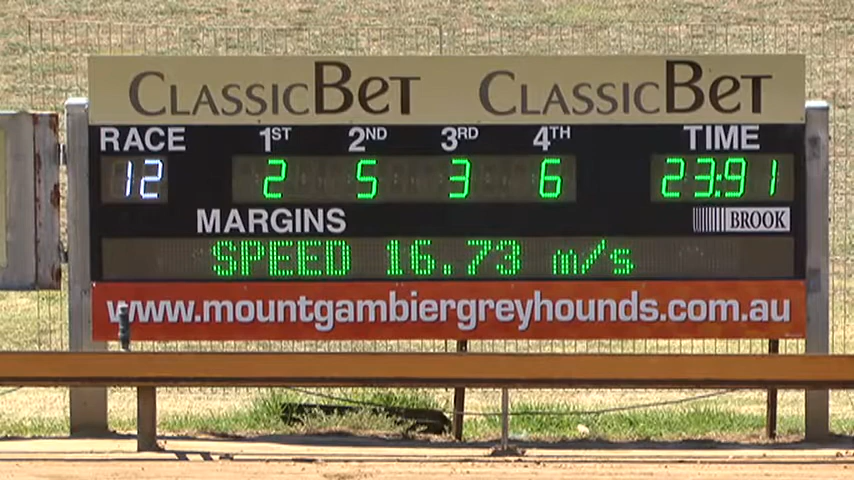 CLASSICBET CLASSICBET
RACE 1ST 2ND 3RD 4TH TIME
12 2 5 3 6 23:91
MARGINS BROOK
SPEED 16.73 m/s
www.mountgambiergreyhounds.com.au